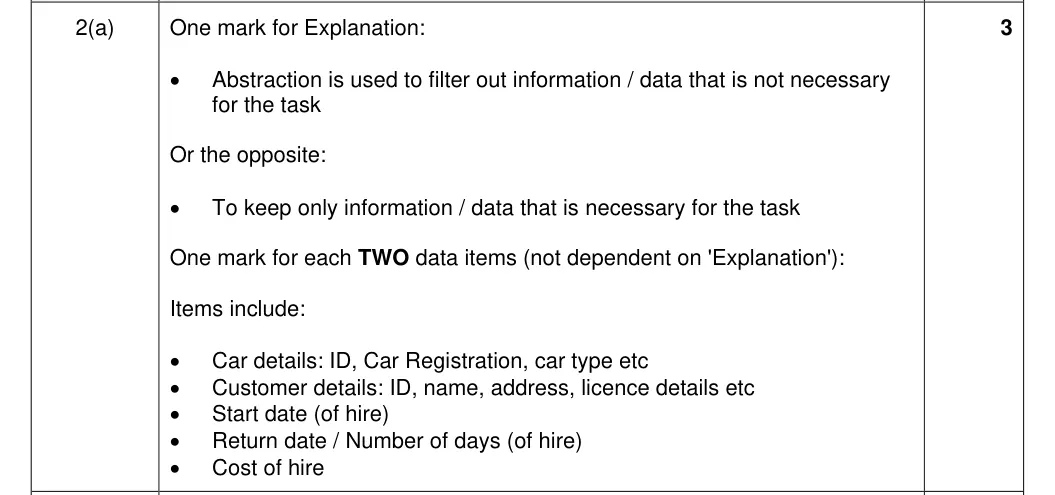 2(a)
One mark for Explanation:
3
• Abstraction is used to filter out information / data that is not necessary
for the task
Or the opposite:
• To keep only information / data that is necessary for the task
One mark for each TWO data items (not dependent on 'Explanation'):
Items include:
• Car details: ID, Car Registration, car type etc
• Customer details: ID, name, address, licence details etc
• Start date (of hire)
• Return date / Number of days (of hire)
• Cost of hire